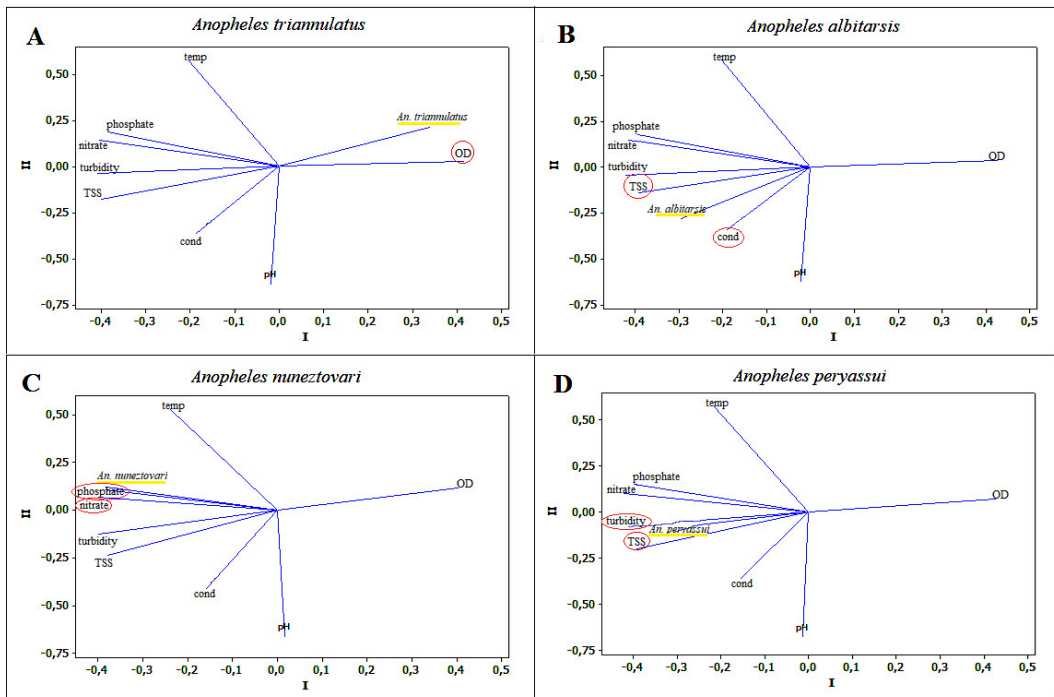 A
Anopheles triannulatus
0,50
0,25
0,00
-0,25
-0,50
-0,75
II
temp
phosphate
nitrate
turbidity
TSS
cond
pH
An. triannulatus
OD
-0,4 -0,3 -0,2 -0,1 0,0 0,1 0,2 0,3 0,4 0,5
I
B
Anopheles albitarsis
0,50
0,25
0,00
-0,25
-0,50
-0,75
II
temp
phosphate
nitrate
turbidity
TSS
An. albitarsis
cond
pH
OD
-0,4 -0,3 -0,2 -0,1 0,0 0,1 0,2 0,3 0,4 0,5
I
C
Anopheles nuneztovari
0,50
0,25
0,00
-0,25
-0,50
-0,75
II
temp
An. nuneztovari
phosphate
nitrate
turbidity
TSS
cond
pH
OD
-0,4 -0,3 -0,2 -0,1 0,0 0,1 0,2 0,3 0,4 0,5
I
D
Anopheles peryassui
0,50
0,25
0,00
-0,25
-0,50
-0,75
II
temp
phosphate
nitrate
turbidity
An. peryassui
TSS
cond
pH
OD
-0,4 -0,3 -0,2 -0,1 0,0 0,1 0,2 0,3 0,4 0,5
I